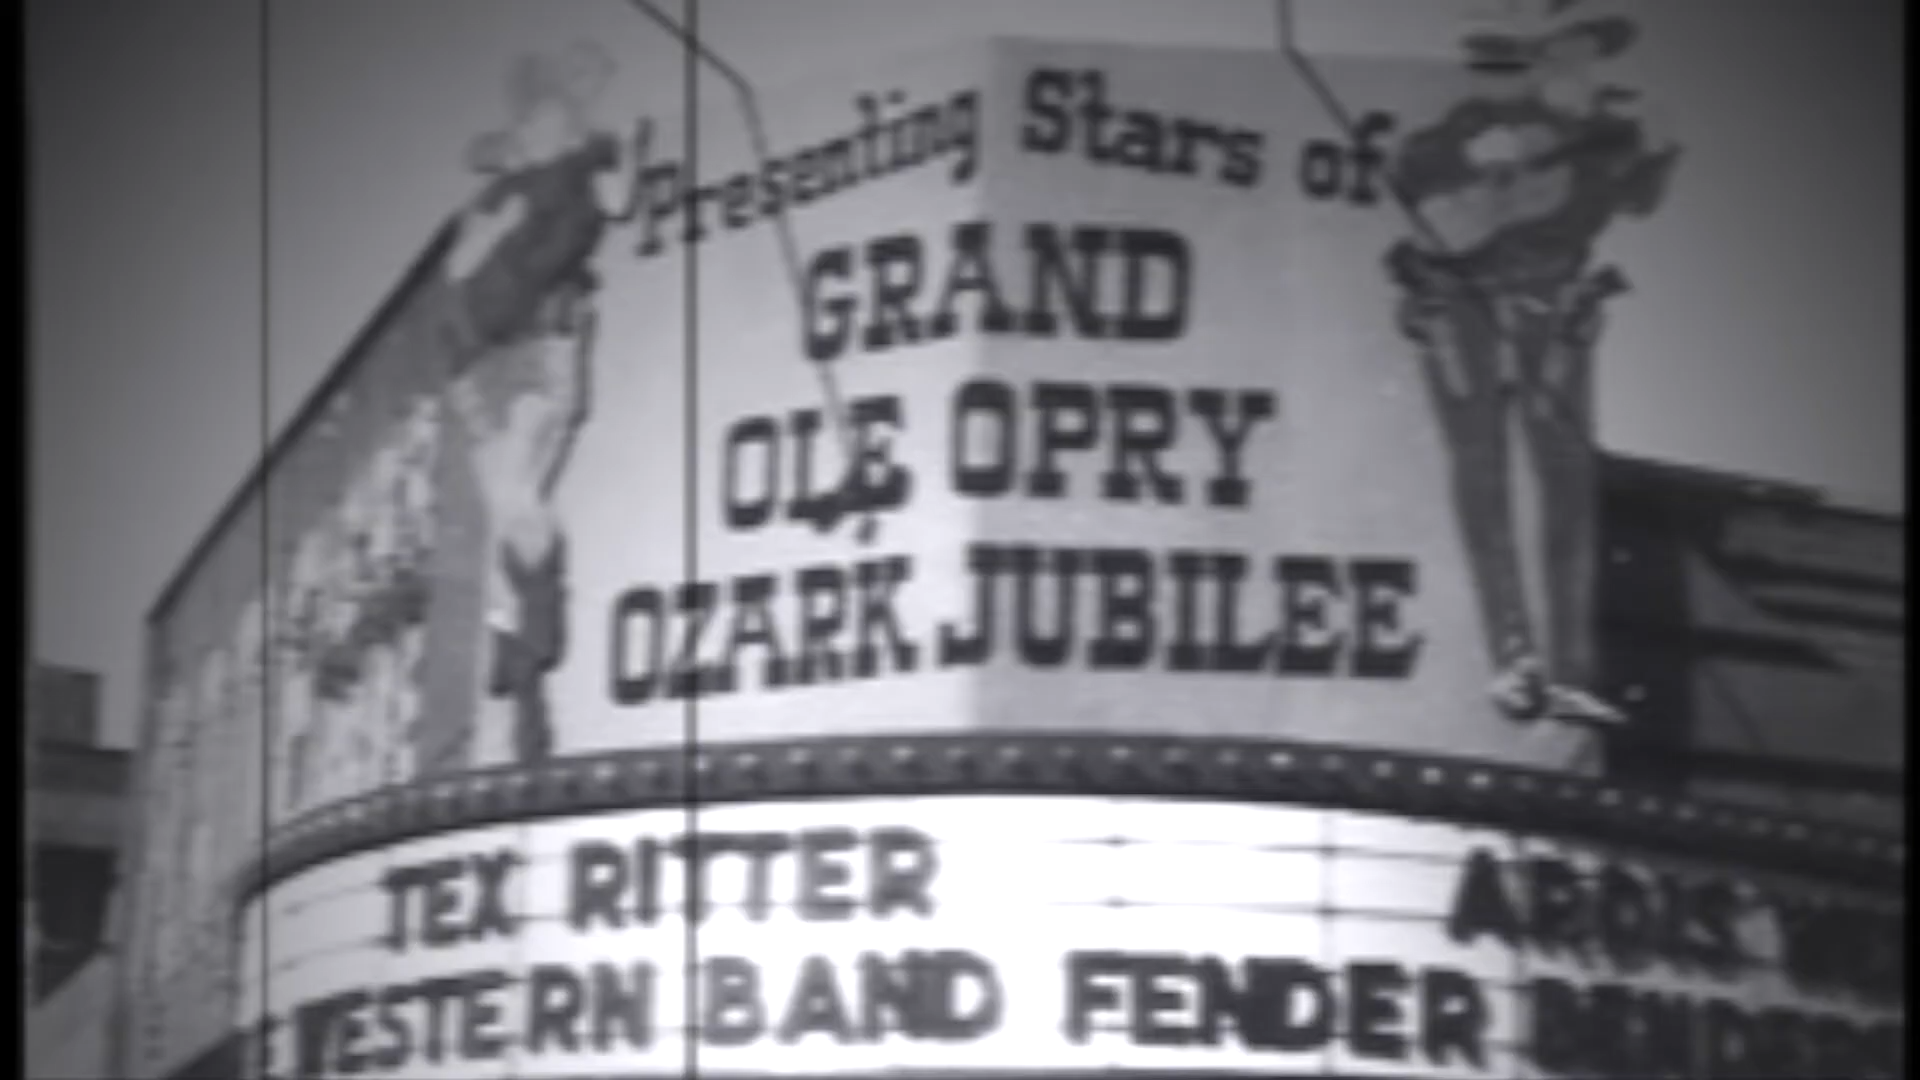 Presenting Stars of
GRAND
OLE OPRY
OZARK JUBILEE
TEX RITTER
WESTERN BAND FENDER